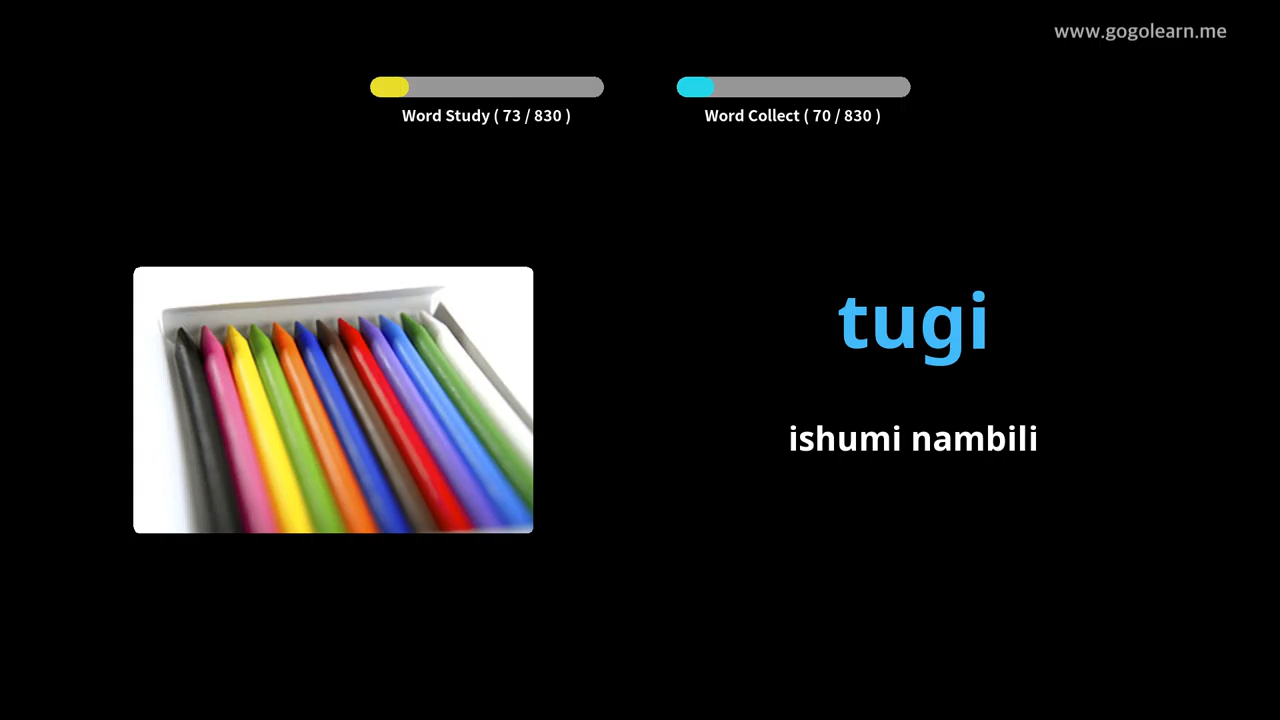 www.gogolearn.me
Word Study ( 73 / 830 )
Word Collect ( 70 / 830 )
tugi
ishumi nambili